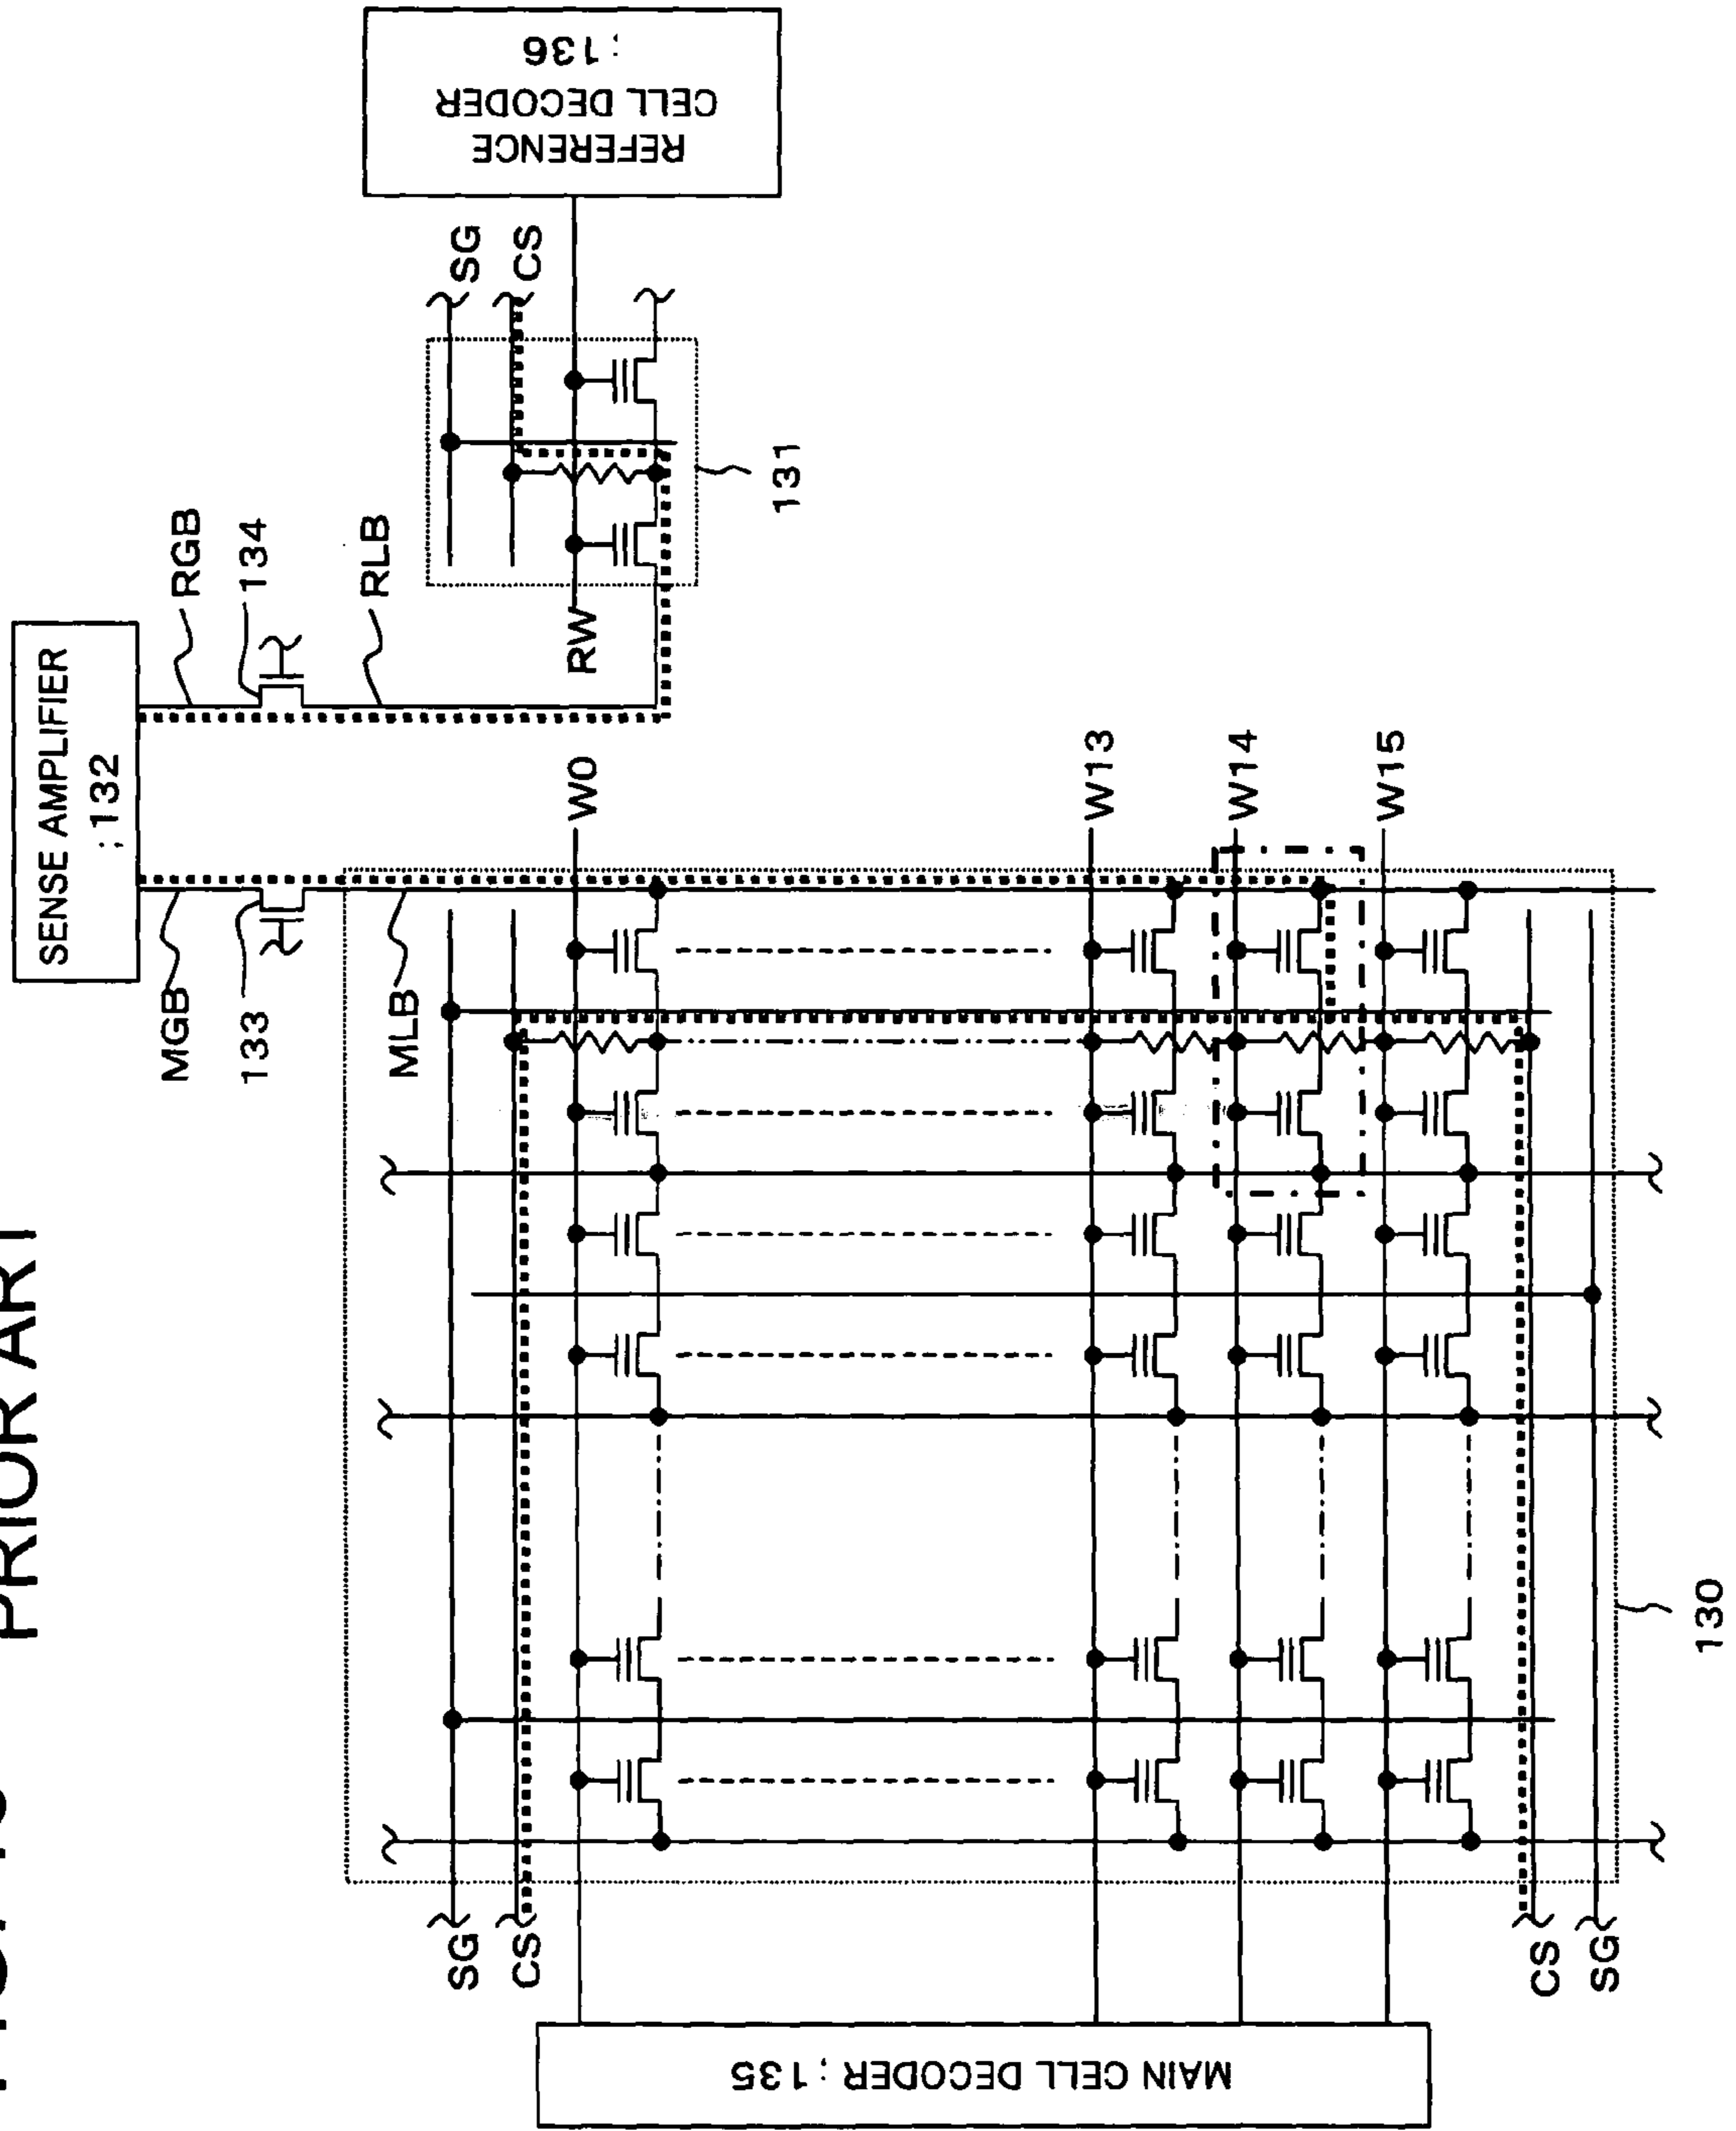 PRIOR ART
SENSE AMPLIFIER
; 132
MGB
133
MLB
RGB
134
RLB
REFERENCE
CELL DECODER
; 136
SG
CS
RW
131
W0
W13
W14
W15
SG
CS
CS
SG
MAIN CELL DECODER ; 135
130